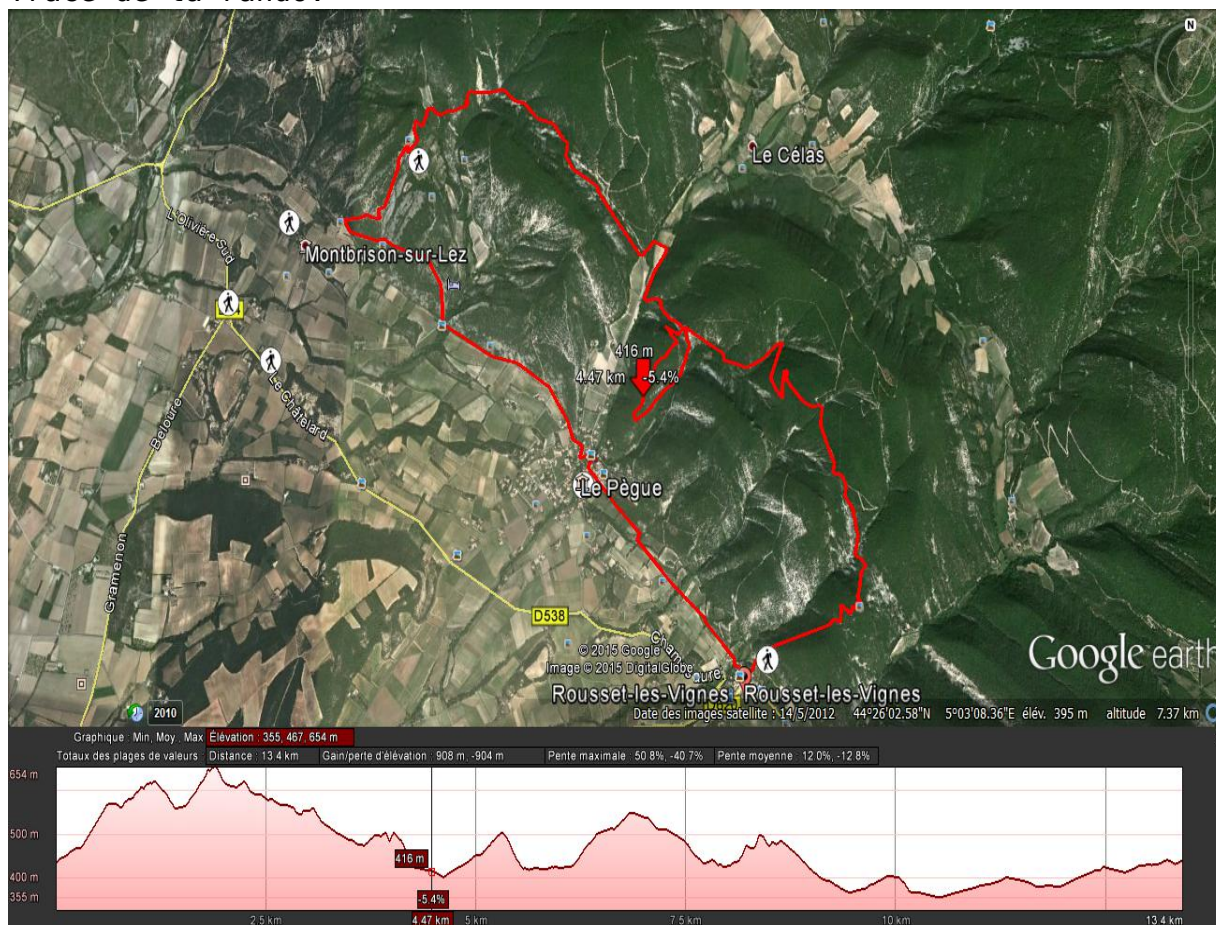 N
Le Célas
L'Olivière Sud
Montbrison-sur-Lez
416 m
4.47 km -5.4%
Le Châtelard
Beloure
Le Pègue
Gramenon
D538
© 2015 Google
Image © 2015 DigitalGlobe
Google earth
Rousset-les-Vignes Rousset-les-Vignes
2010
Date des images satellite : 14/5/2012 44°26'02.58"N 5°03'08.36"E élév. 395 m altitude 7.37 km
Graphique : Min, Moy., Max Élévation : 355, 467, 654 m
Totaux des plages de valeurs : Distance : 13.4 km Gain/perte d'élévation : 908 m, -904 m Pente maximale : 50.8%, -40.7% Pente moyenne : 12.0%, -12.8%
654 m
500 m
416 m
400 m
-5.4%
355 m
2.5 km 4.47 km 5 km 7.5 km 10 km 13.4 km